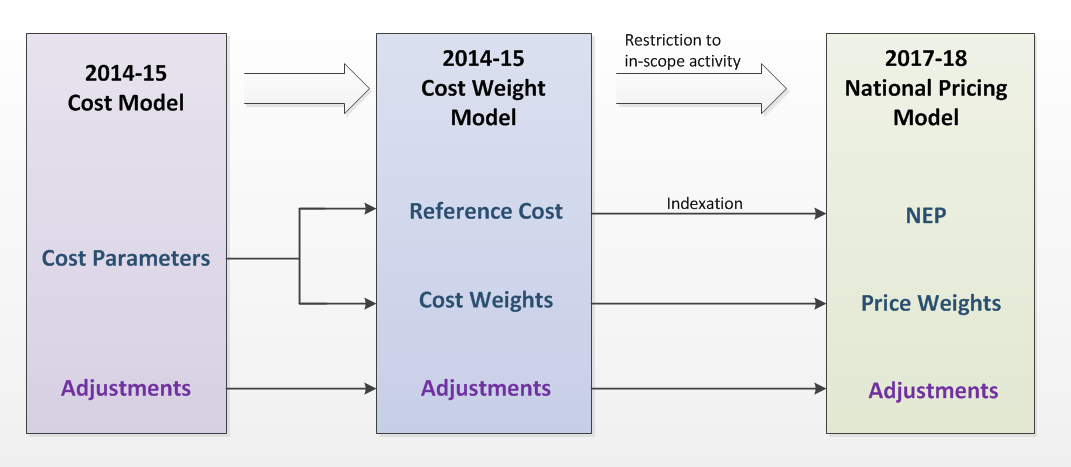 2014-15
Cost Model
2014-15
Cost Weight
Model
Restriction to
in-scope activity
2017-18
National Pricing
Model
Cost Parameters
Reference Cost
Indexation
NEP
Cost Weights
Price Weights
Adjustments
Adjustments
Adjustments